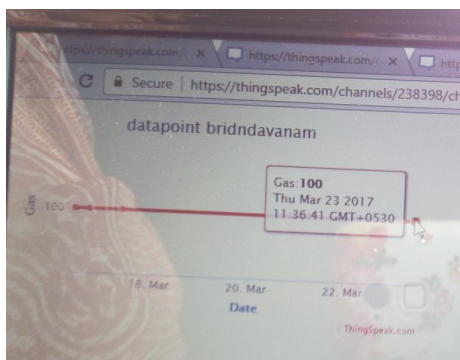 https://thingspeak.com/c × https://thingspeak.com/c × http
Secure | https://thingspeak.com/channels/238398/ch
datapoint bridndavanam
Gas:100
Thu Mar 23 2017
11:36:41 GMT+0530
Gas
100
18. Mar 20. Mar 22. Mar
Date
ThingSpeak.com